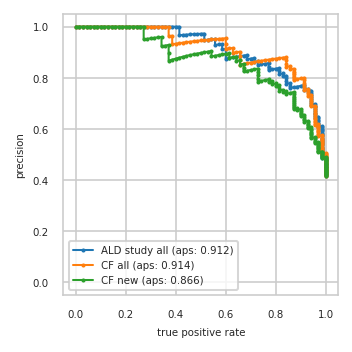 1.0
0.8
0.6
0.4
0.2
0.0
precision
ALD study all (aps: 0.912)
CF all (aps: 0.914)
CF new (aps: 0.866)
0.0 0.2 0.4 0.6 0.8 1.0
true positive rate